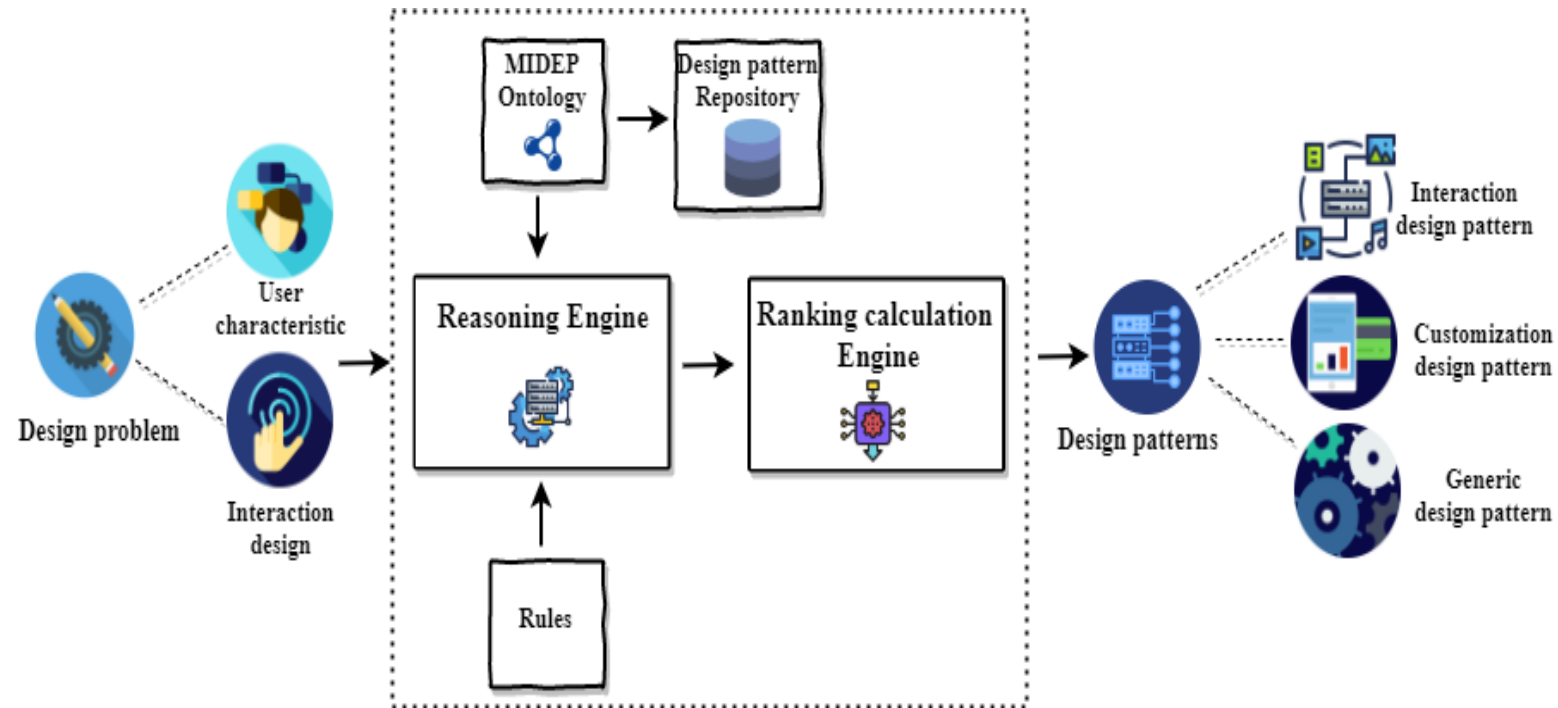 MIDEP
Ontology
Design pattern
Repository
User
characteristic
Design problem
Interaction
design
Reasoning Engine
Ranking calculation
Engine
Rules
Design patterns
Interaction
design pattern
Customization
design pattern
Generic
design pattern